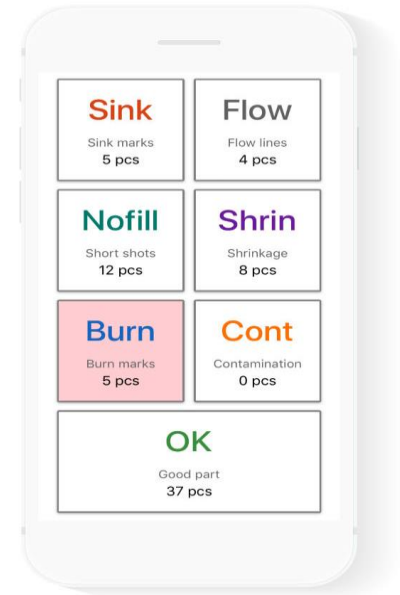 Sink
Sink marks
5 pcs
Flow
Flow lines
4 pcs
Nofill
Short shots
12 pcs
Shrin
Shrinkage
8 pcs
Burn
Burn marks
5 pcs
Cont
Contamination
0 pcs
OK
Good part
37 pcs